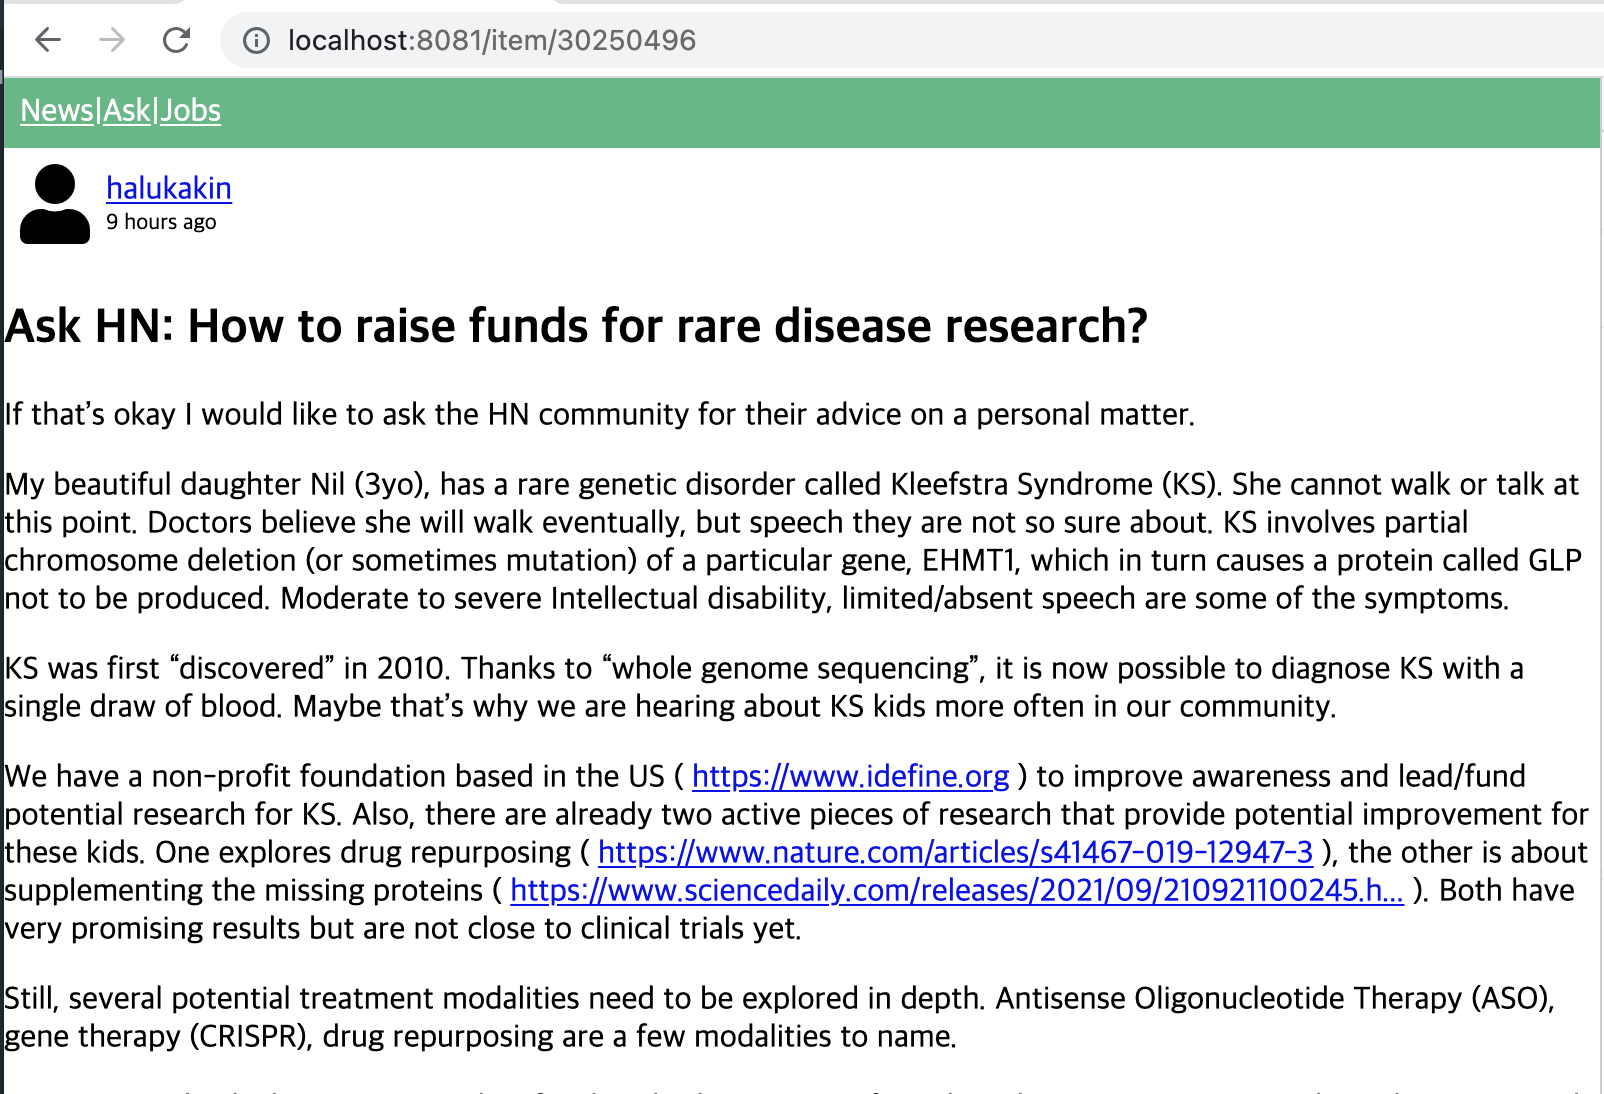 localhost:8081/item/30250496
News|Ask|Jobs
halukakin
9 hours ago
Ask HN: How to raise funds for rare disease research?
If that’s okay I would like to ask the HN community for their advice on a personal matter.
My beautiful daughter Nil (3yo), has a rare genetic disorder called Kleefstra Syndrome (KS). She cannot walk or talk at
this point. Doctors believe she will walk eventually, but speech they are not so sure about. KS involves partial
chromosome deletion (or sometimes mutation) of a particular gene, EHMT1, which in turn causes a protein called GLP
not to be produced. Moderate to severe Intellectual disability, limited/absent speech are some of the symptoms.
KS was first “discovered” in 2010. Thanks to “whole genome sequencing”, it is now possible to diagnose KS with a
single draw of blood. Maybe that’s why we are hearing about KS kids more often in our community.
We have a non-profit foundation based in the US ( https://www.idefine.org ) to improve awareness and lead/fund
potential research for KS. Also, there are already two active pieces of research that provide potential improvement for
these kids. One explores drug repurposing ( https://www.nature.com/articles/s41467-019-12947-3 ), the other is about
supplementing the missing proteins ( https://www.sciencedaily.com/releases/2021/09/210921100245.h... ). Both have
very promising results but are not close to clinical trials yet.
Still, several potential treatment modalities need to be explored in depth. Antisense Oligonucleotide Therapy (ASO),
gene therapy (CRISPR), drug repurposing are a few modalities to name.